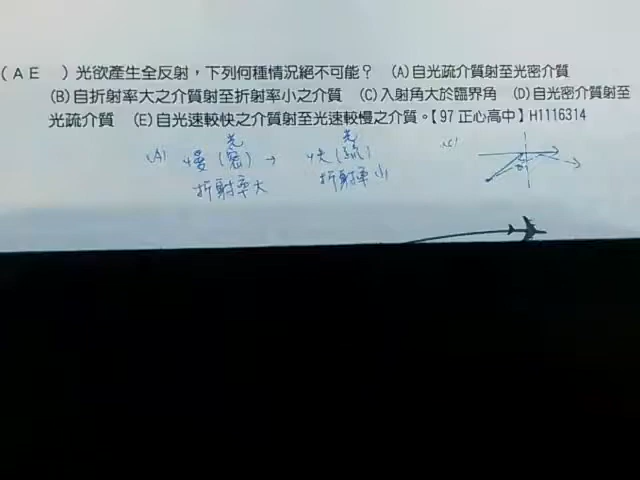 (ＡＥ　) 光欲產生全反射，下列何種情況絕不可能？　(A)自光疏介質射至光密介質
(B)自折射率大之介質射至折射率小之介質　(C)入射角大於臨界角　(D)自光密介質射至
光疏介質　(E)自光速較快之介質射至光速較慢之介質。【97 正心高中】H1116314
光 光
(A) 慢(密) → 快(疏) (C)
折射率大 折射率小